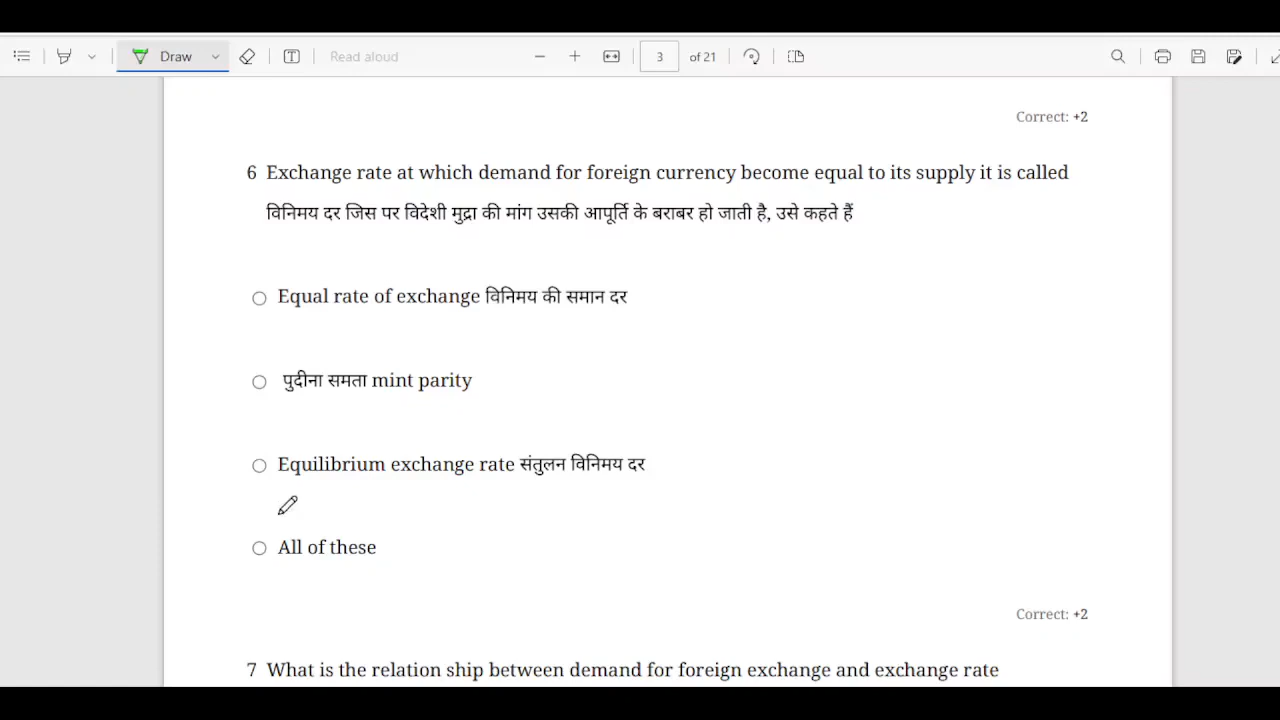 Draw
Read aloud
3
of 21
Correct: +2
6 Exchange rate at which demand for foreign currency become equal to its supply it is called
विनिमय दर जिस पर विदेशी मुद्रा की मांग उसकी आपूर्ति के बराबर हो जाती है, उसे कहते हैं
Equal rate of exchange विनिमय की समान दर
पुदीना समता mint parity
Equilibrium exchange rate संतुलन विनिमय दर
All of these
Correct: +2
7 What is the relation ship between demand for foreign exchange and exchange rate